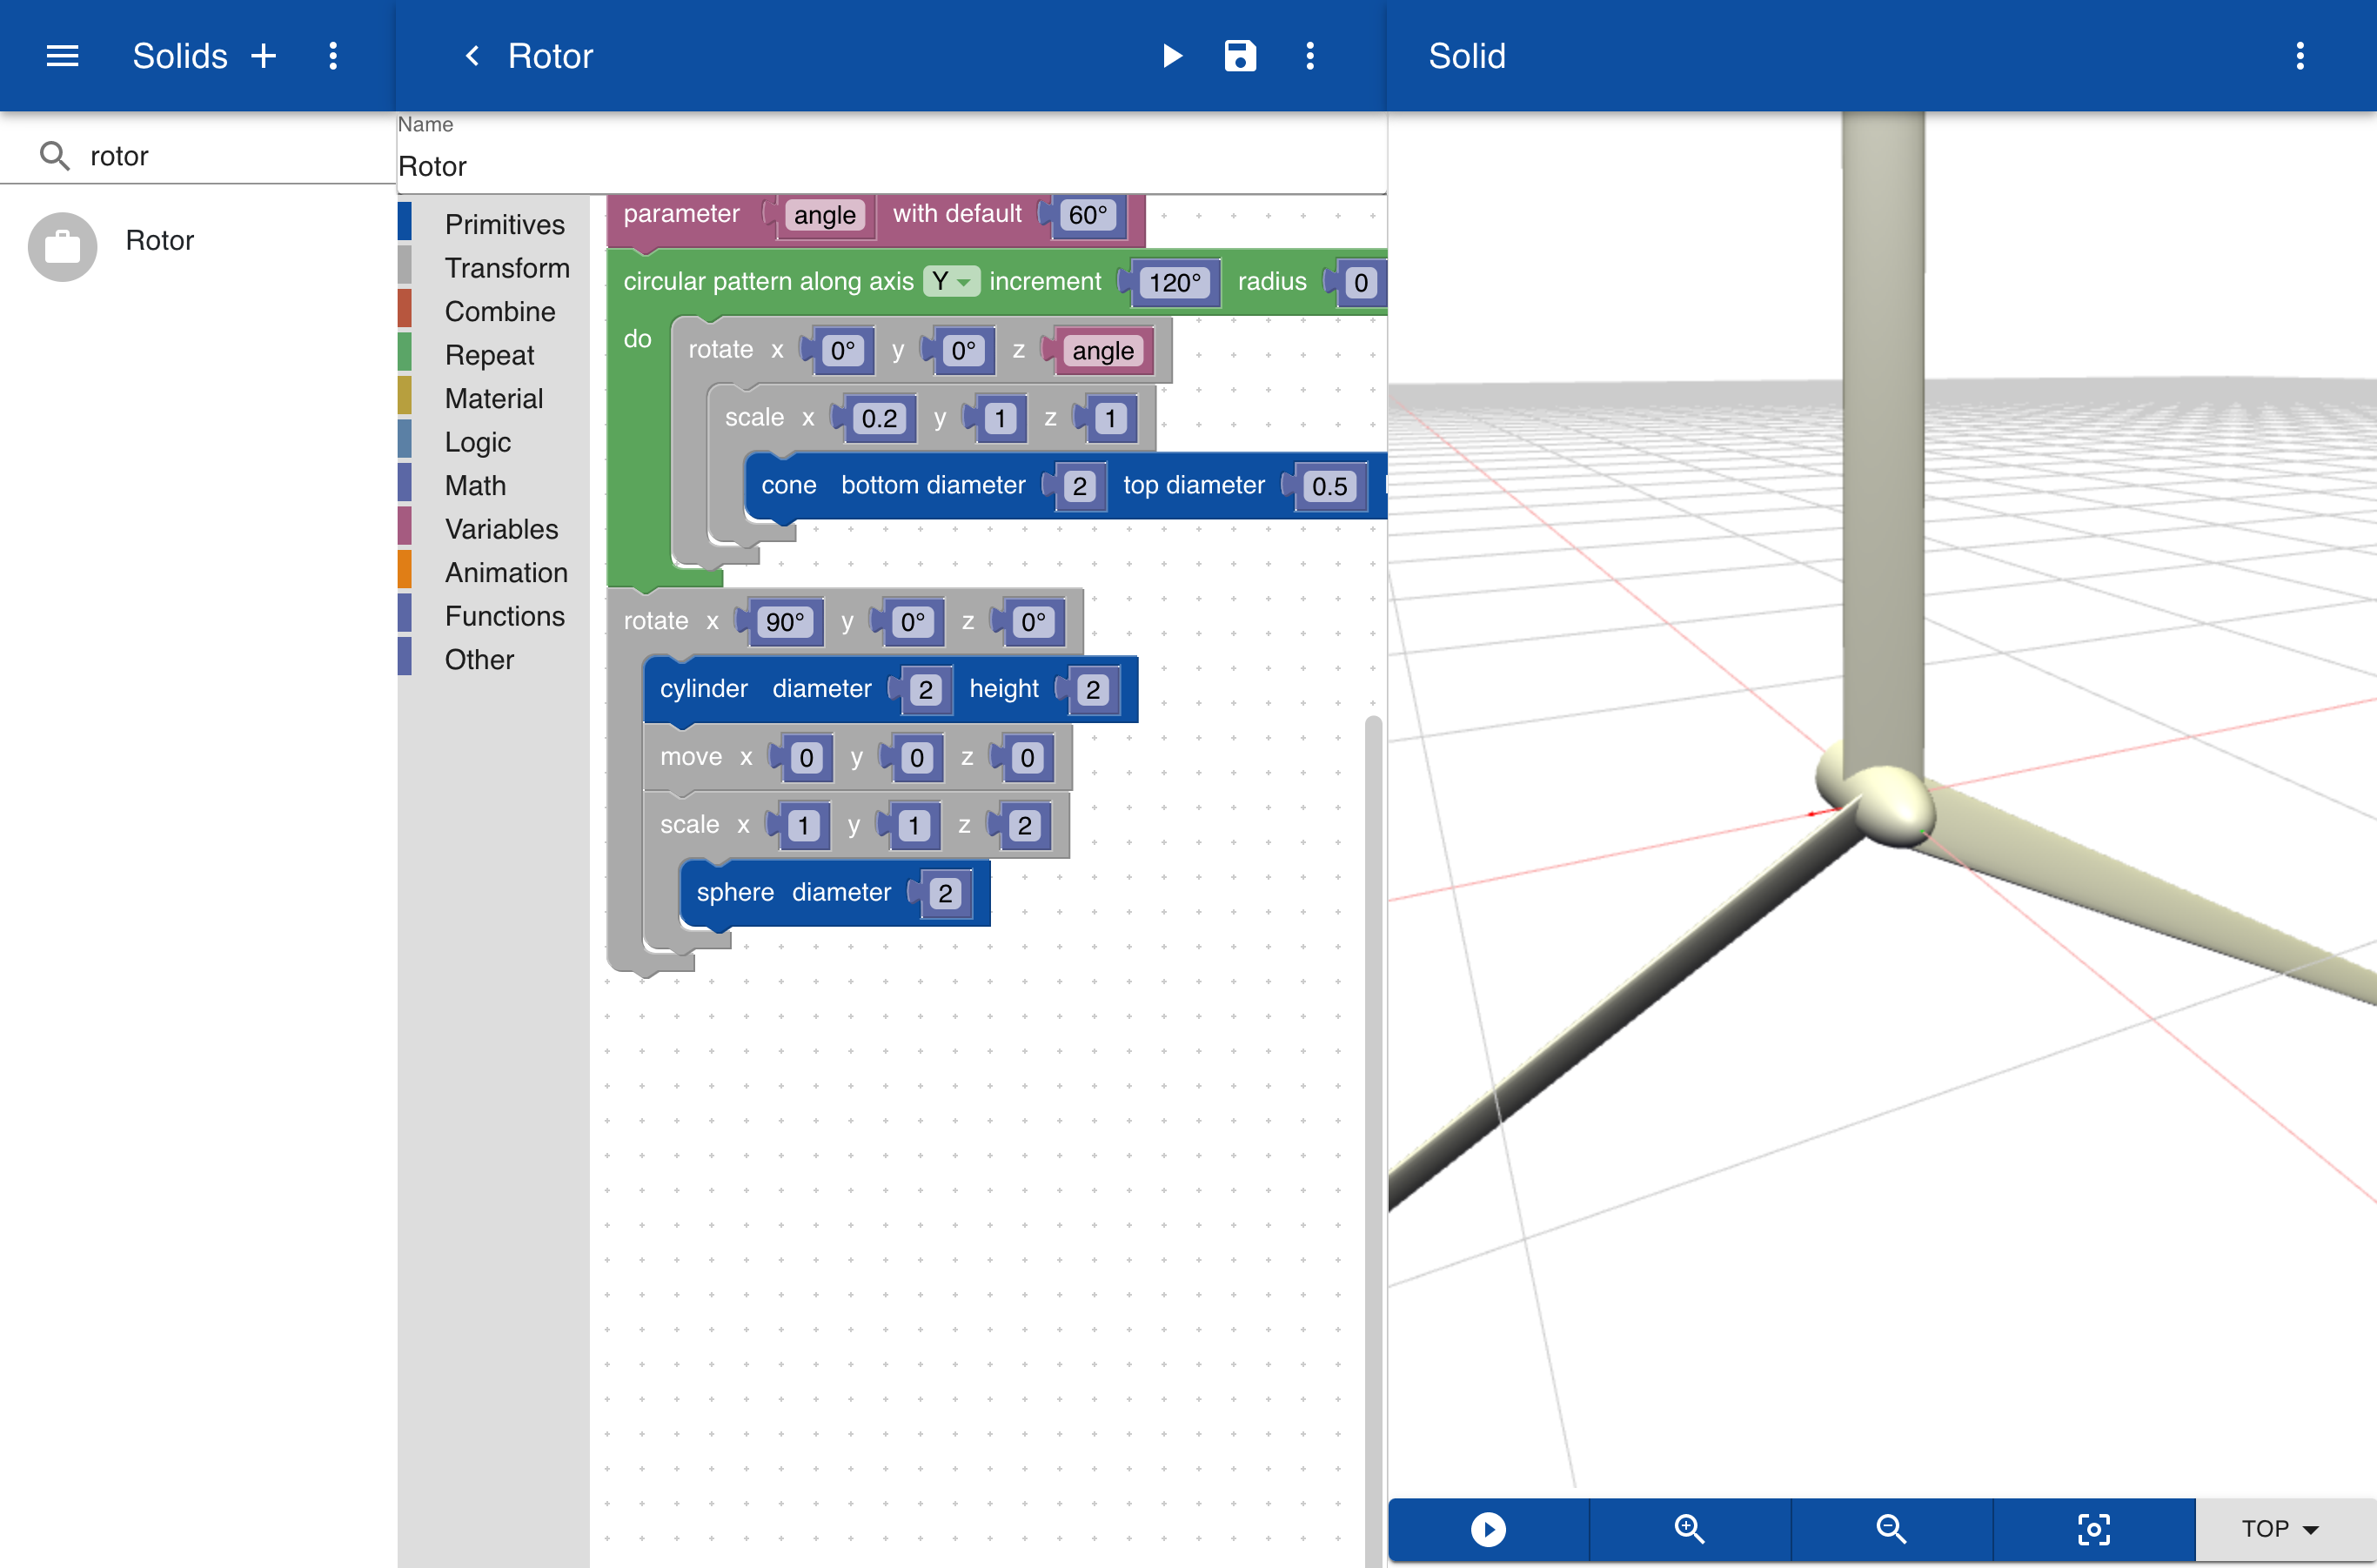 Solids
Rotor
Solid
rotor
Rotor
Name
Rotor
Primitives
Transform
Combine
Repeat
Material
Logic
Math
Variables
Animation
Functions
Other
parameter angle with default 60°
circular pattern along axis Y increment 120° radius 0
do
rotate x 0° y 0° z angle
scale x 0.2 y 1 z 1
cone bottom diameter 2 top diameter 0.5
rotate x 90° y 0° z 0°
cylinder diameter 2 height 2
move x 0 y 0 z 0
scale x 1 y 1 z 2
sphere diameter 2
TOP